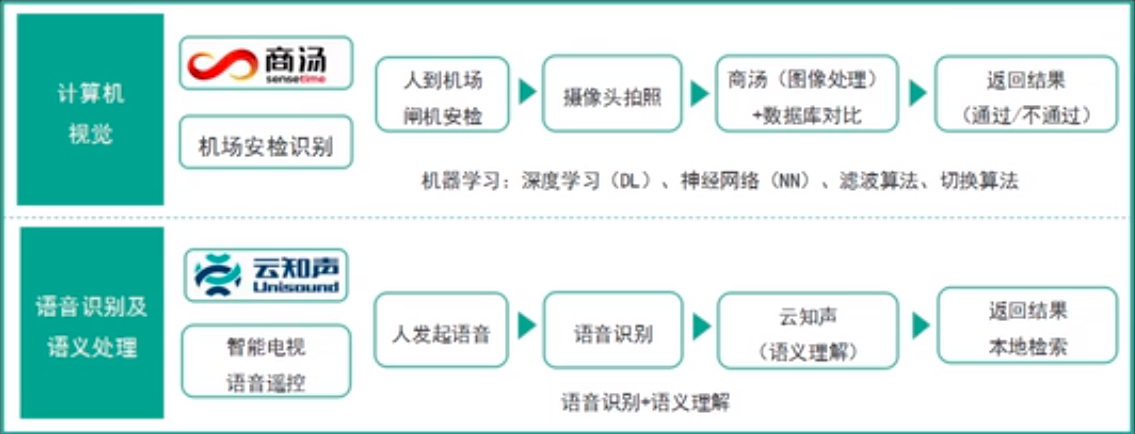 计算机
视觉
商汤
sensetime
机场安检识别
人到机场
闸机安检
摄像头拍照
商汤（图像处理）
+数据库对比
返回结果
（通过/不通过）
机器学习：深度学习（DL）、神经网络（NN）、滤波算法、切换算法
语音识别及
语义处理
云知声
Unisound
智能电视
语音遥控
人发起语音
语音识别
云知声
（语义理解）
返回结果
本地检索
语音识别+语义理解